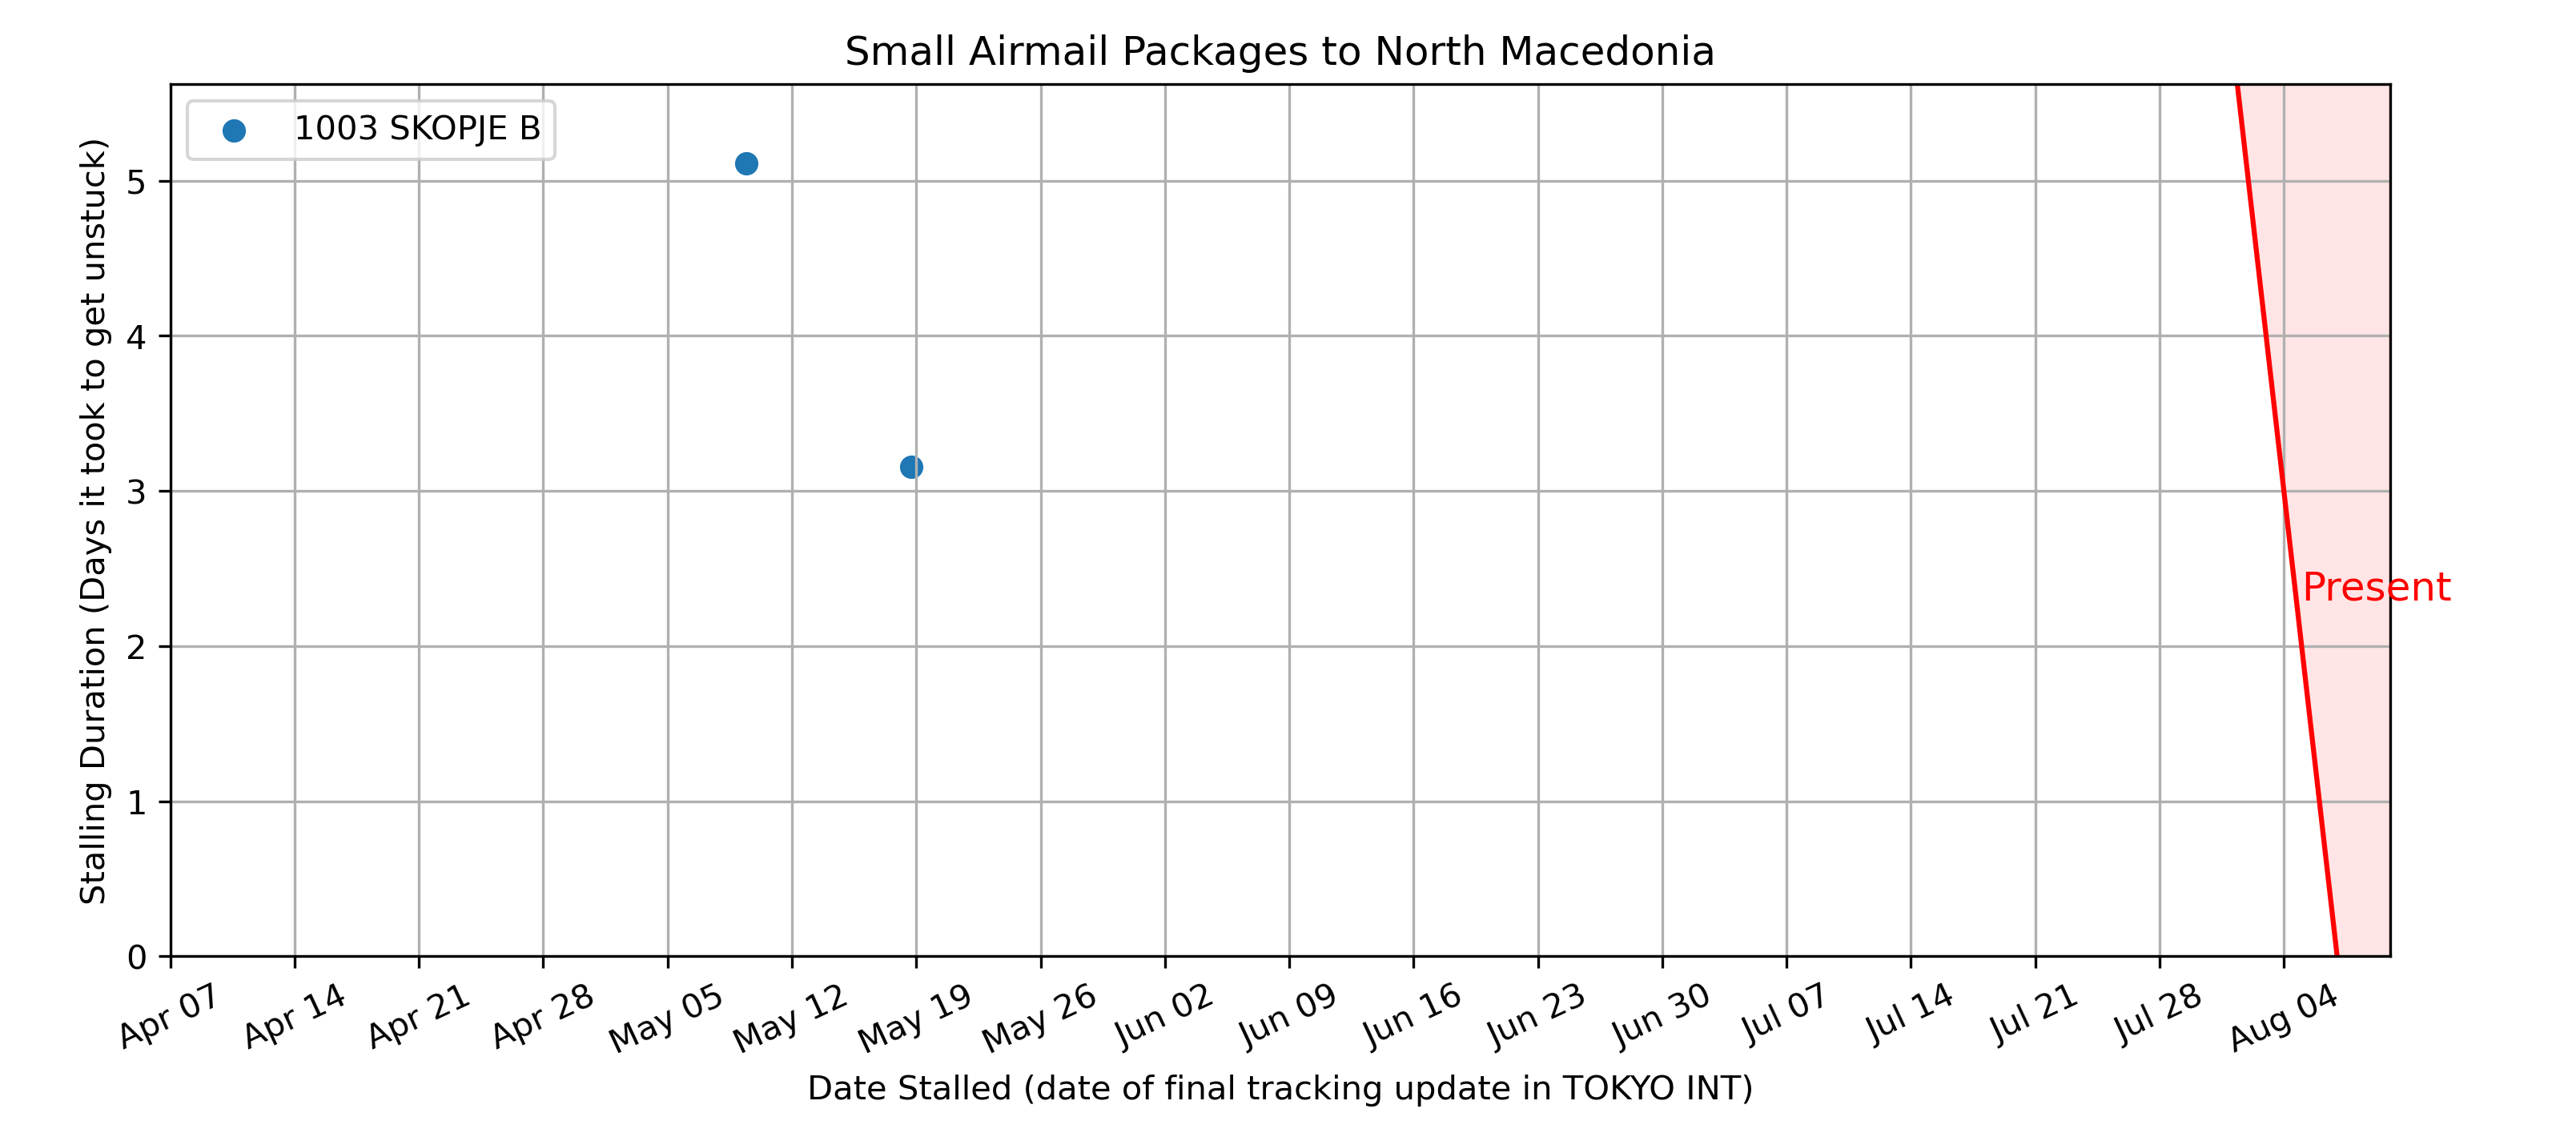 Small Airmail Packages to North Macedonia
1003 SKOPJE B
Stalling Duration (Days it took to get unstuck)
5
4
3
2
1
0
Present
Apr 07
Apr 14
Apr 21
Apr 28
May 05
May 12
May 19
May 26
Jun 02
Jun 09
Jun 16
Jun 23
Jun 30
Jul 07
Jul 14
Jul 21
Jul 28
Aug 04
Date Stalled (date of final tracking update in TOKYO INT)